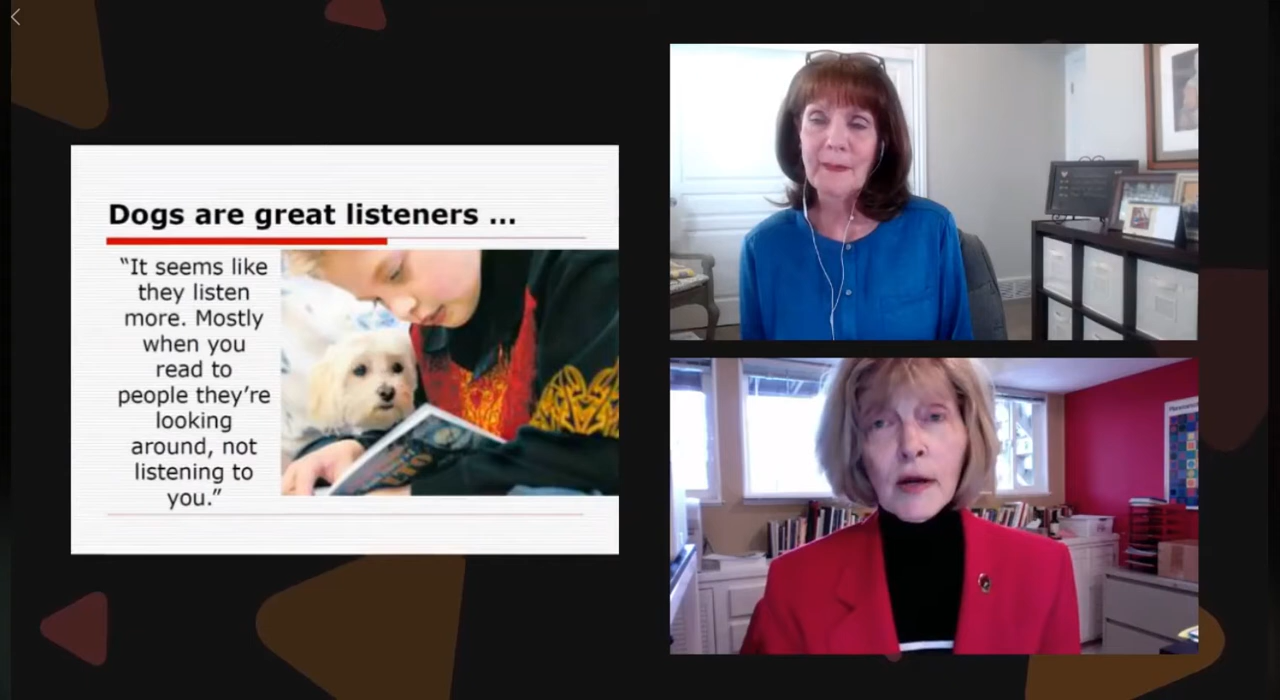 Dogs are great listeners ...
“It seems like
they listen
more. Mostly
when you
read to
people they’re
looking
around, not
listening to
you.”